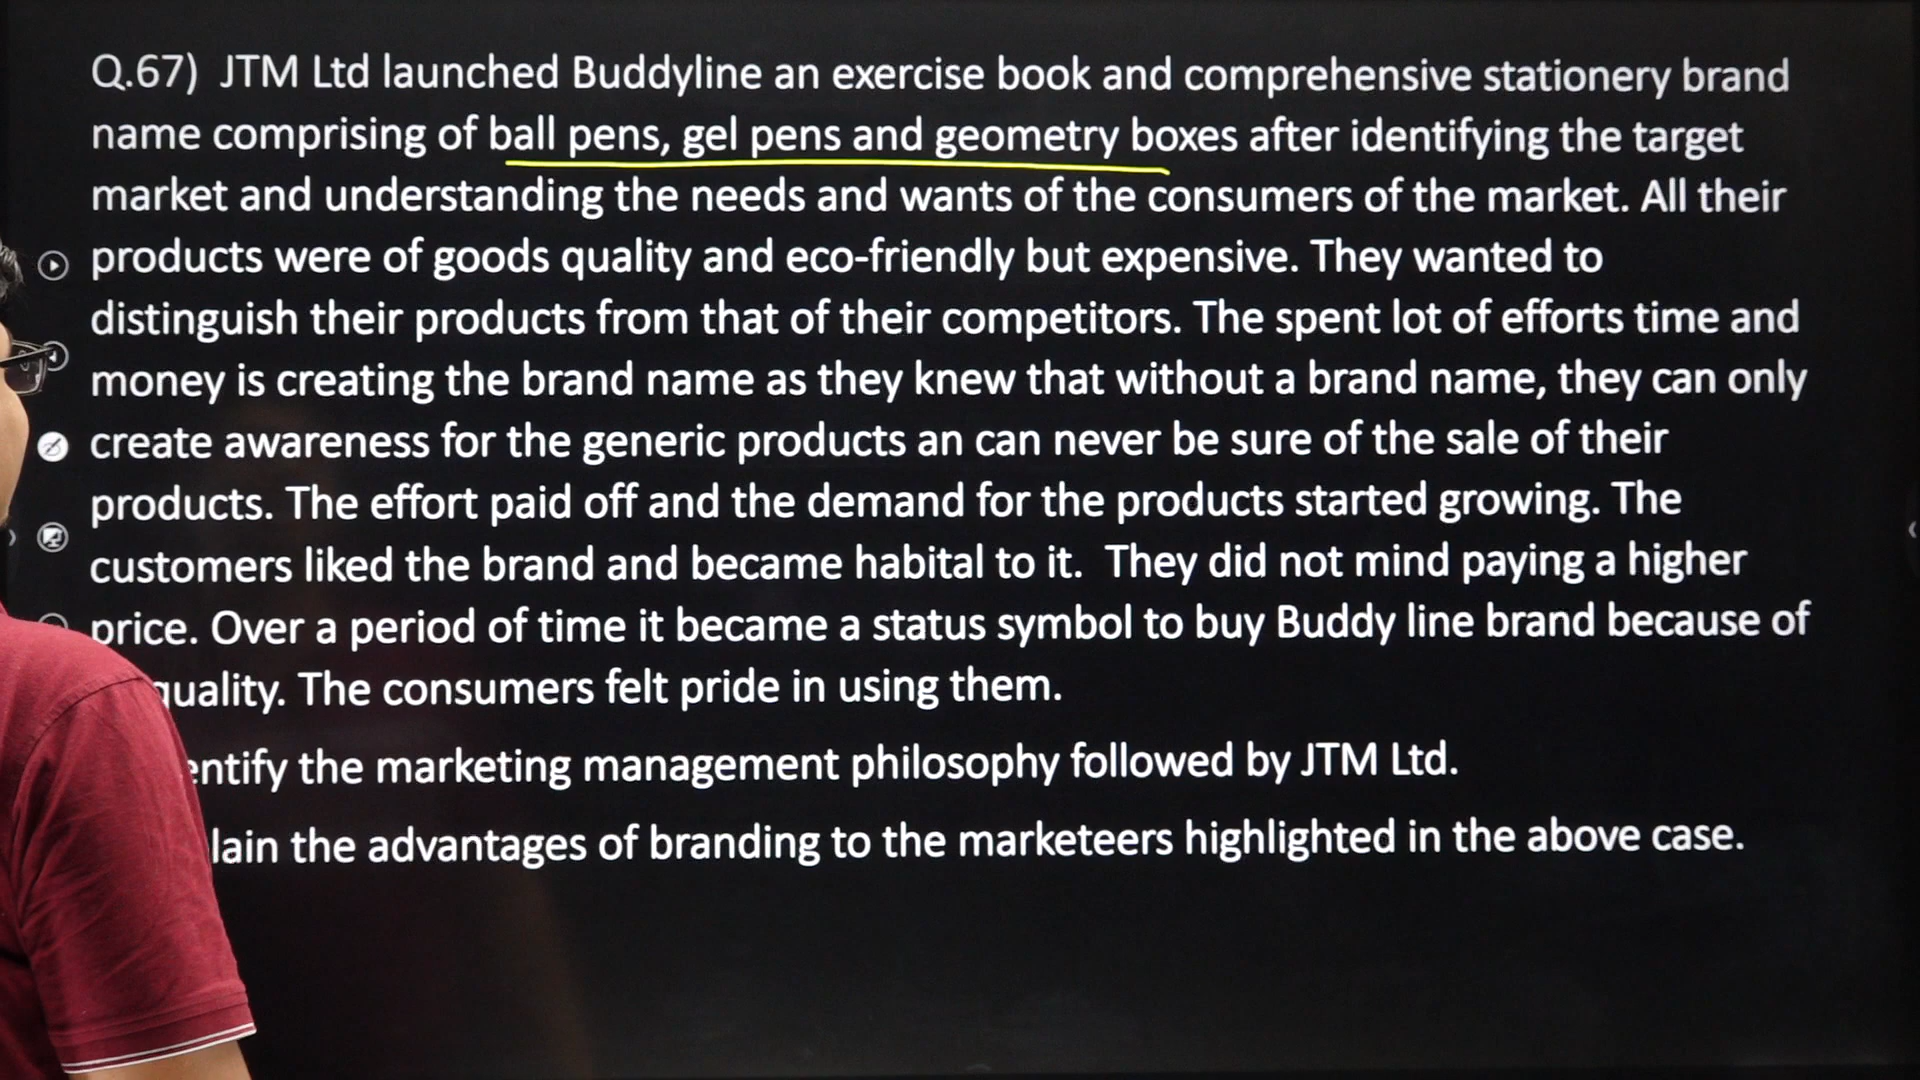 Q.67) JTM Ltd launched Buddyline an exercise book and comprehensive stationery brand
name comprising of ball pens, gel pens and geometry boxes after identifying the target
market and understanding the needs and wants of the consumers of the market. All their
products were of goods quality and eco-friendly but expensive. They wanted to
distinguish their products from that of their competitors. The spent lot of efforts time and
money is creating the brand name as they knew that without a brand name, they can only
create awareness for the generic products an can never be sure of the sale of their
products. The effort paid off and the demand for the products started growing. The
customers liked the brand and became habital to it. They did not mind paying a higher
price. Over a period of time it became a status symbol to buy Buddy line brand because of
quality. The consumers felt pride in using them.
entify the marketing management philosophy followed by JTM Ltd.
lain the advantages of branding to the marketeers highlighted in the above case.